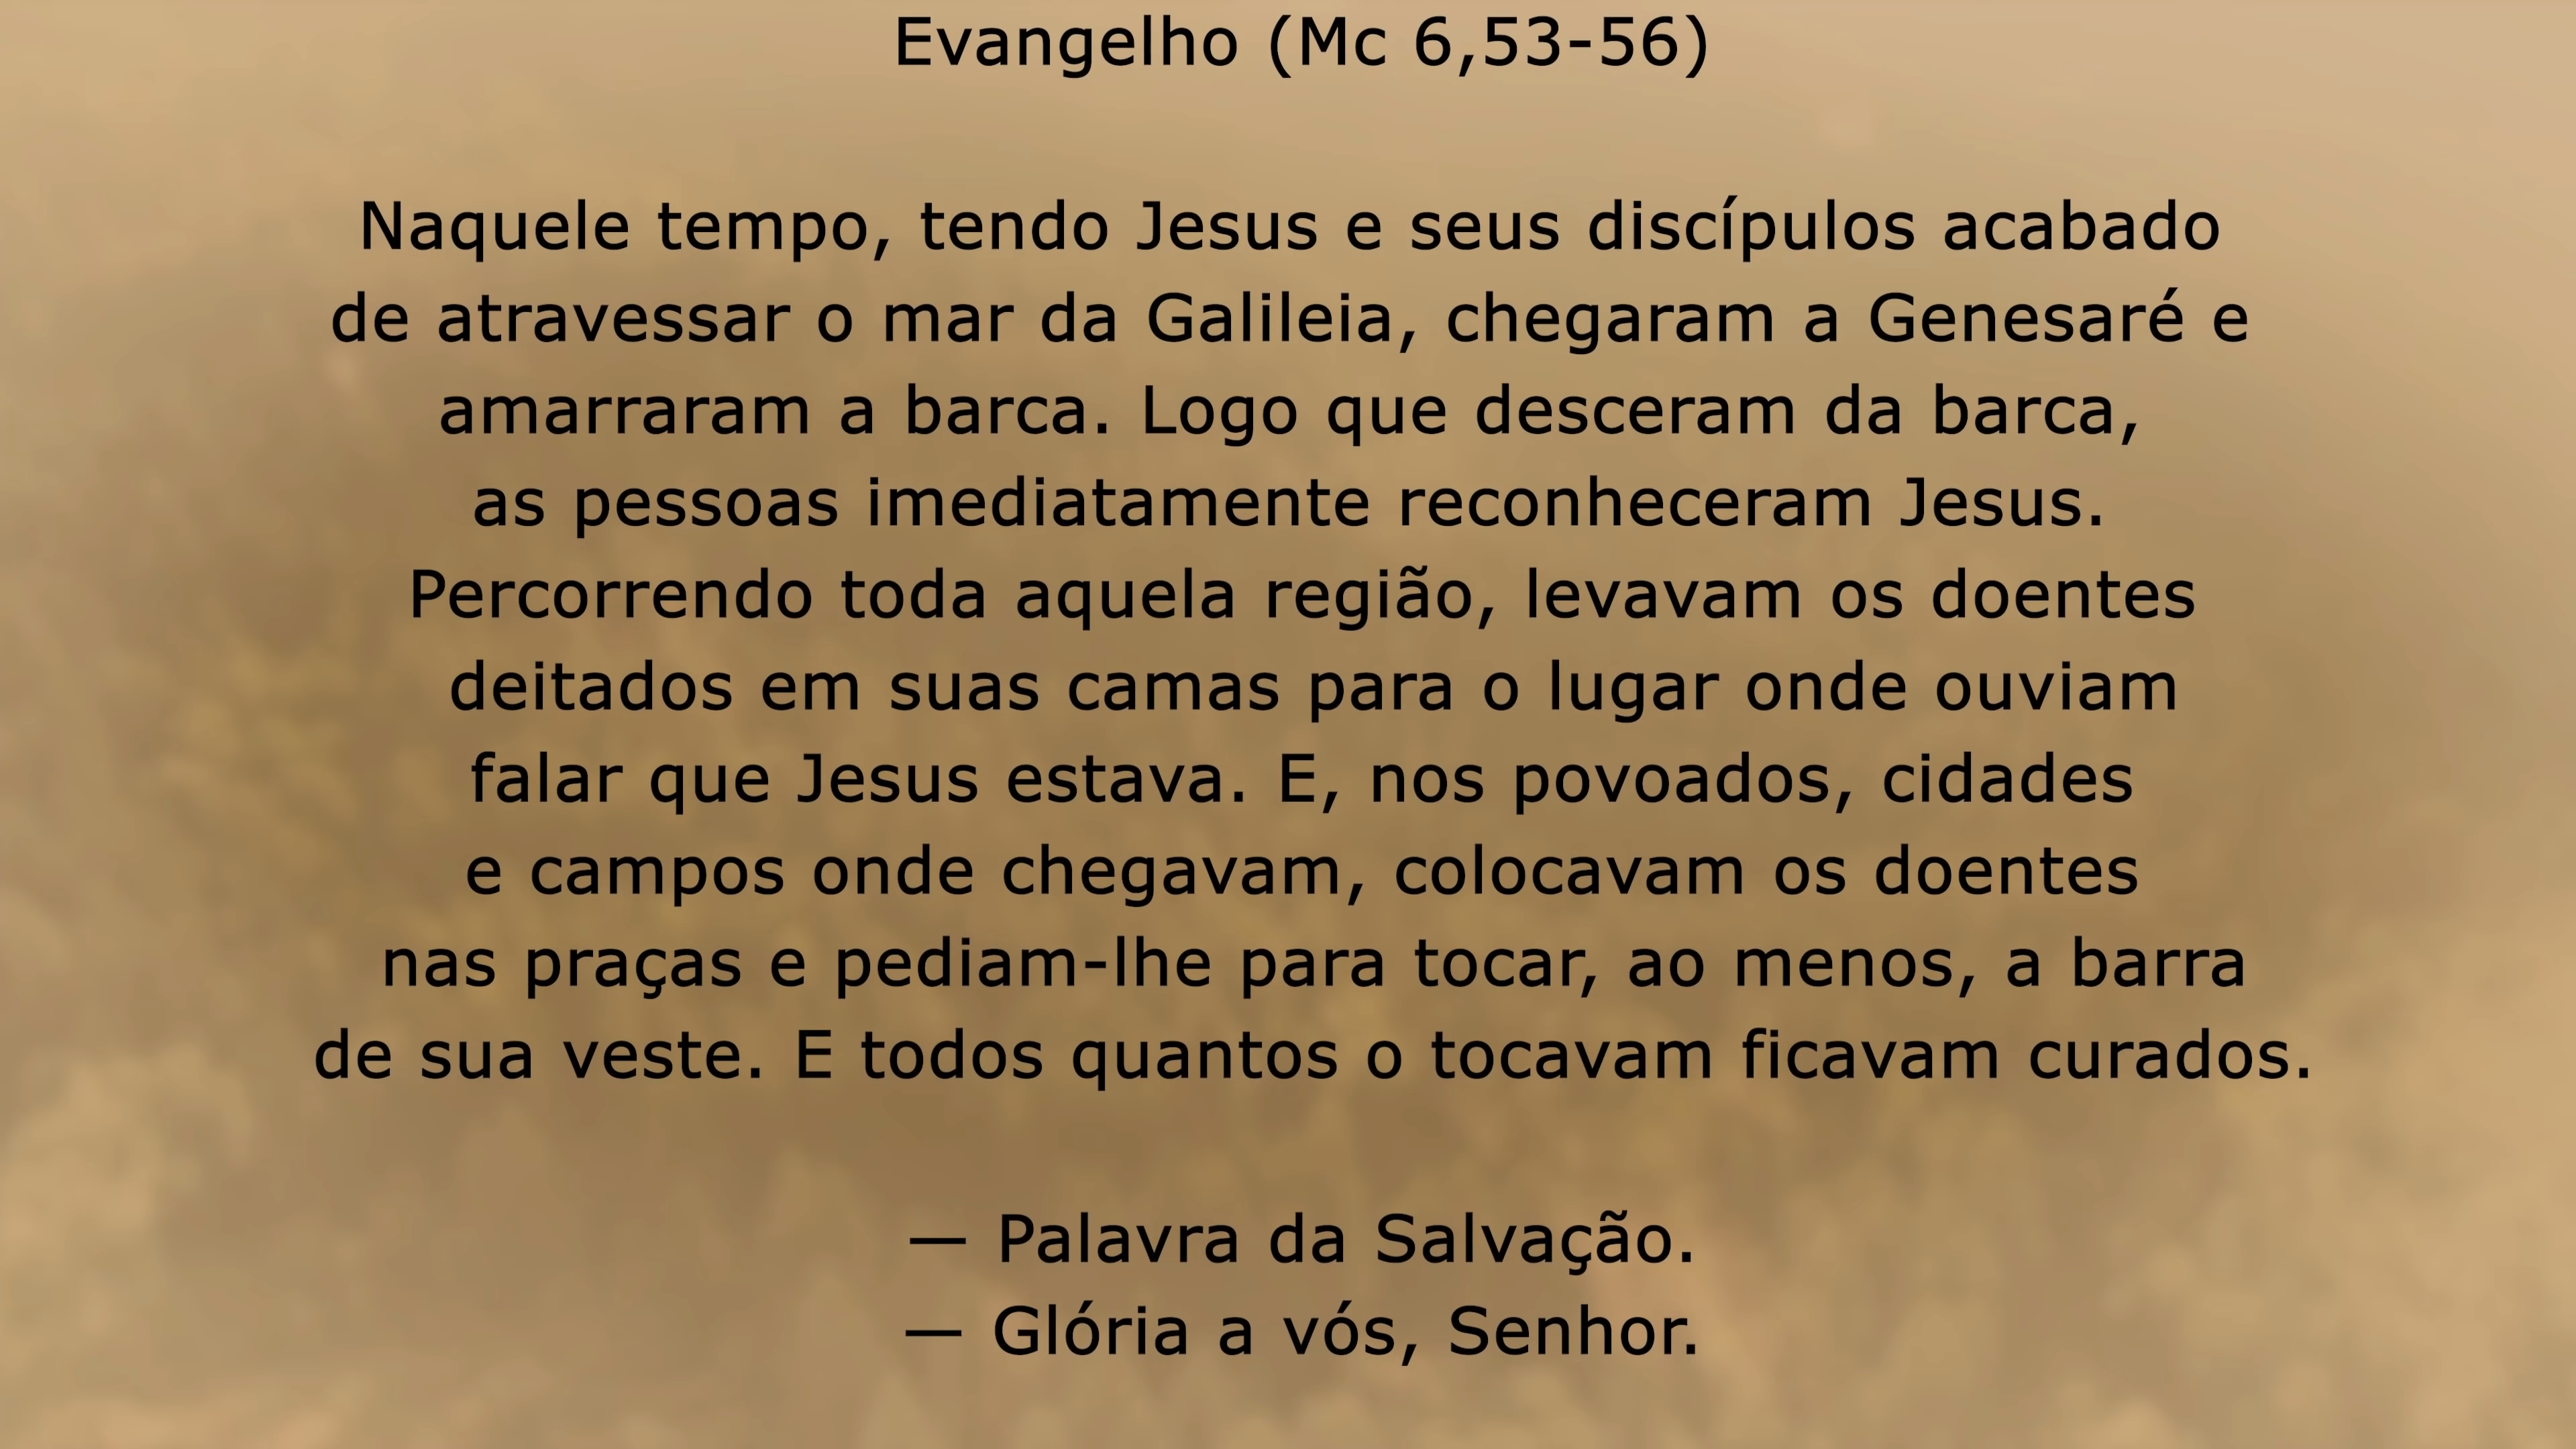 Evangelho (Mc 6,53-56)
Naquele tempo, tendo Jesus e seus discípulos acabado
de atravessar o mar da Galileia, chegaram a Genesaré e
amarraram a barca. Logo que desceram da barca,
as pessoas imediatamente reconheceram Jesus.
Percorrendo toda aquela região, levavam os doentes
deitados em suas camas para o lugar onde ouviam
falar que Jesus estava. E, nos povoados, cidades
e campos onde chegavam, colocavam os doentes
nas praças e pediam-lhe para tocar, ao menos, a barra
de sua veste. E todos quantos o tocavam ficavam curados.
— Palavra da Salvação.
— Glória a vós, Senhor.